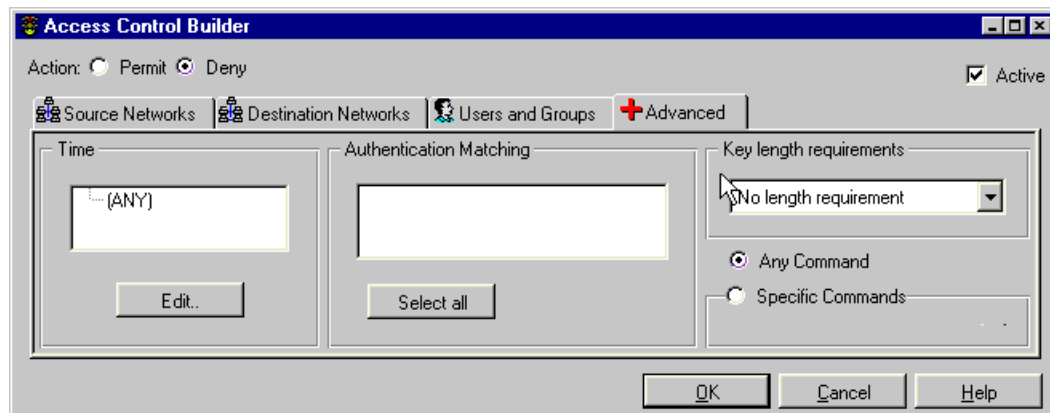 Access Control Builder
Action: Permit Deny
Active
Source Networks Destination Networks Users and Groups Advanced
Time
(ANY)
Edit..
Authentication Matching
Select all
Key length requirements
No length requirement
Any Command
Specific Commands
OK Cancel Help